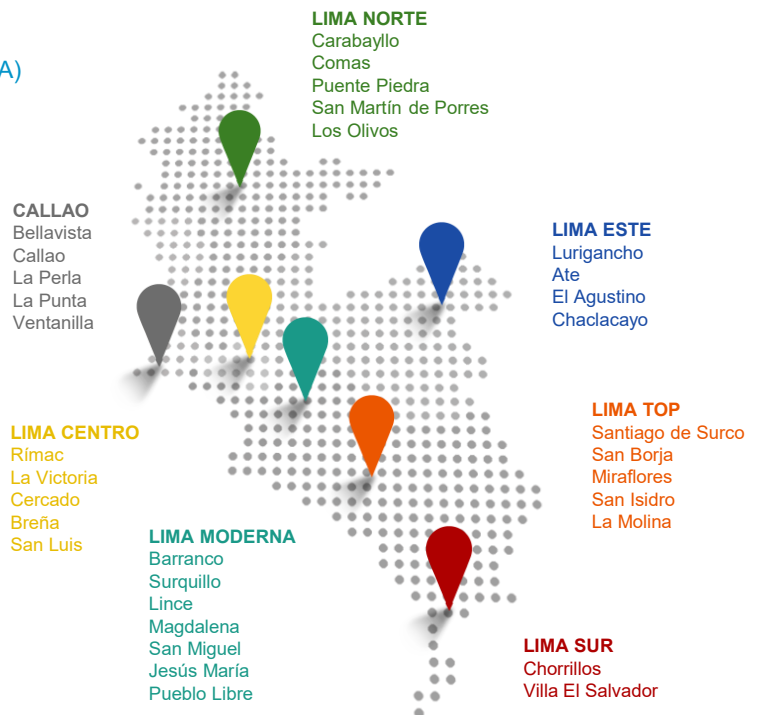 A)
LIMA NORTE
Carabayllo
Comas
Puente Piedra
San Martín de Porres
Los Olivos
CALLAO
Bellavista
Callao
La Perla
La Punta
Ventanilla
LIMA ESTE
Lurigancho
Ate
El Agustino
Chaclacayo
LIMA CENTRO
Rímac
La Victoria
Cercado
Breña
San Luis
LIMA TOP
Santiago de Surco
San Borja
Miraflores
San Isidro
La Molina
LIMA MODERNA
Barranco
Surquillo
Lince
Magdalena
San Miguel
Jesús María
Pueblo Libre
LIMA SUR
Chorrillos
Villa El Salvador